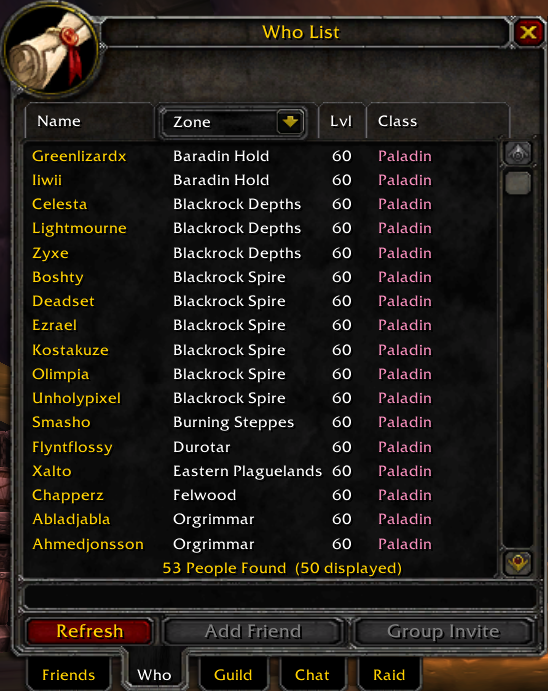 Who List
Name Zone Lvl Class
Greenlizardx Baradin Hold 60 Paladin
Iiwii Baradin Hold 60 Paladin
Celesta Blackrock Depths 60 Paladin
Lightmourne Blackrock Depths 60 Paladin
Zyxe Blackrock Depths 60 Paladin
Boshty Blackrock Spire 60 Paladin
Deadset Blackrock Spire 60 Paladin
Ezrael Blackrock Spire 60 Paladin
Kostakuze Blackrock Spire 60 Paladin
Olimpia Blackrock Spire 60 Paladin
Unholypixel Blackrock Spire 60 Paladin
Smasho Burning Steppes 60 Paladin
Flyntflossy Durotar 60 Paladin
Xalto Eastern Plaguelands 60 Paladin
Chapperz Felwood 60 Paladin
Abladjabla Orgrimmar 60 Paladin
Ahmedjonsson Orgrimmar 60 Paladin
53 People Found (50 displayed)
Refresh Add Friend Group Invite
Friends Who Guild Chat Raid